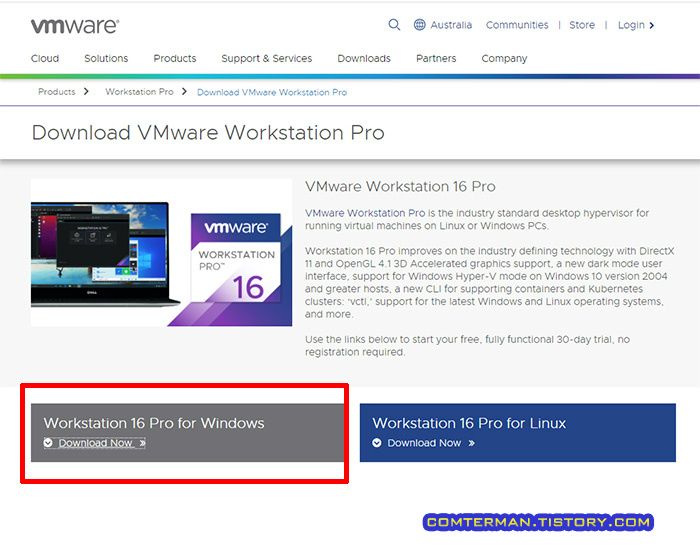 vmware®
Australia Communities | Store | Login
Cloud Solutions Products Support & Services Downloads Partners Company
Products Workstation Pro Download VMware Workstation Pro
Download VMware Workstation Pro
vmware®
WORKSTATION
PRO™
16
DELL
VMware Workstation 16 Pro
VMware Workstation Pro is the industry standard desktop hypervisor for
running virtual machines on Linux or Windows PCs.
Workstation 16 Pro improves on the industry defining technology with DirectX
11 and OpenGL 4.1 3D Accelerated graphics support, a new dark mode user
interface, support for Windows Hyper-V mode on Windows 10 version 2004
and greater hosts, a new CLI for supporting containers and Kubernetes
clusters: 'vctl,' support for the latest Windows and Linux operating systems,
and more.
Use the links below to start your free, fully functional 30-day trial, no
registration required.
Workstation 16 Pro for Windows
Download Now »
Workstation 16 Pro for Linux
Download Now »
COMTERMAN.TISTORY.COM